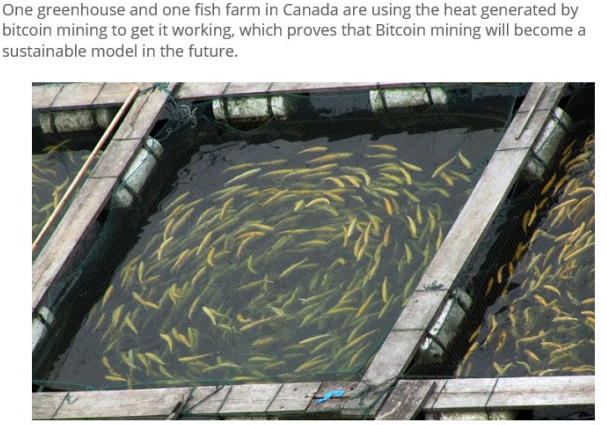 One greenhouse and one fish farm in Canada are using the heat generated by
bitcoin mining to get it working, which proves that Bitcoin mining will become a
sustainable model in the future.